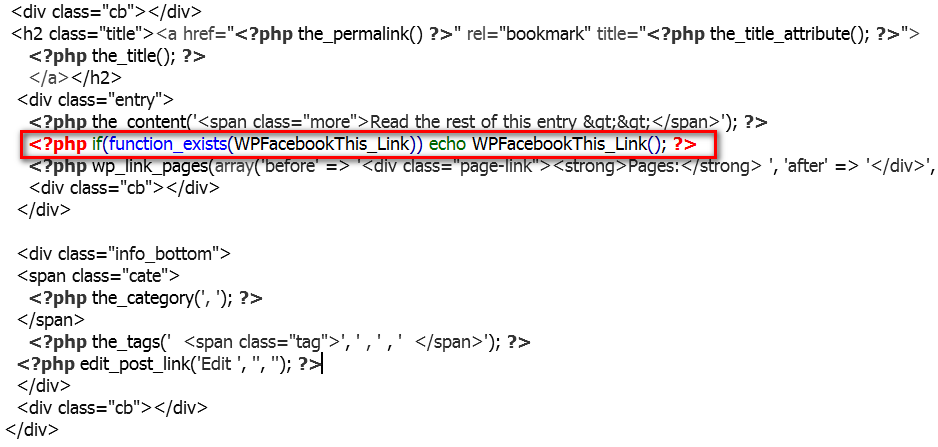 <div class="cb"></div>
<h2 class="title"><a href="<?php the_permalink() ?>" rel="bookmark" title="<?php the_title_attribute(); ?>">
<?php the_title(); ?>
</a></h2>
<div class="entry">
<?php the_content('<span class="more">Read the rest of this entry &gt;&gt;</span>'); ?>
<?php if(function_exists(WPFacebookThis_Link)) echo WPFacebookThis_Link(); ?>
<?php wp_link_pages(array('before' => '<div class="page-link"><strong>Pages:</strong> ', 'after' => '</div>',
<div class="cb"></div>
</div>
<div class="info_bottom">
<span class="cate">
<?php the_category(', '); ?>
</span>
<?php the_tags('  <span class="tag">', ' , ' , '  </span>'); ?>
<?php edit_post_link('Edit ', '', ''); ?>
</div>
<div class="cb"></div>
</div>